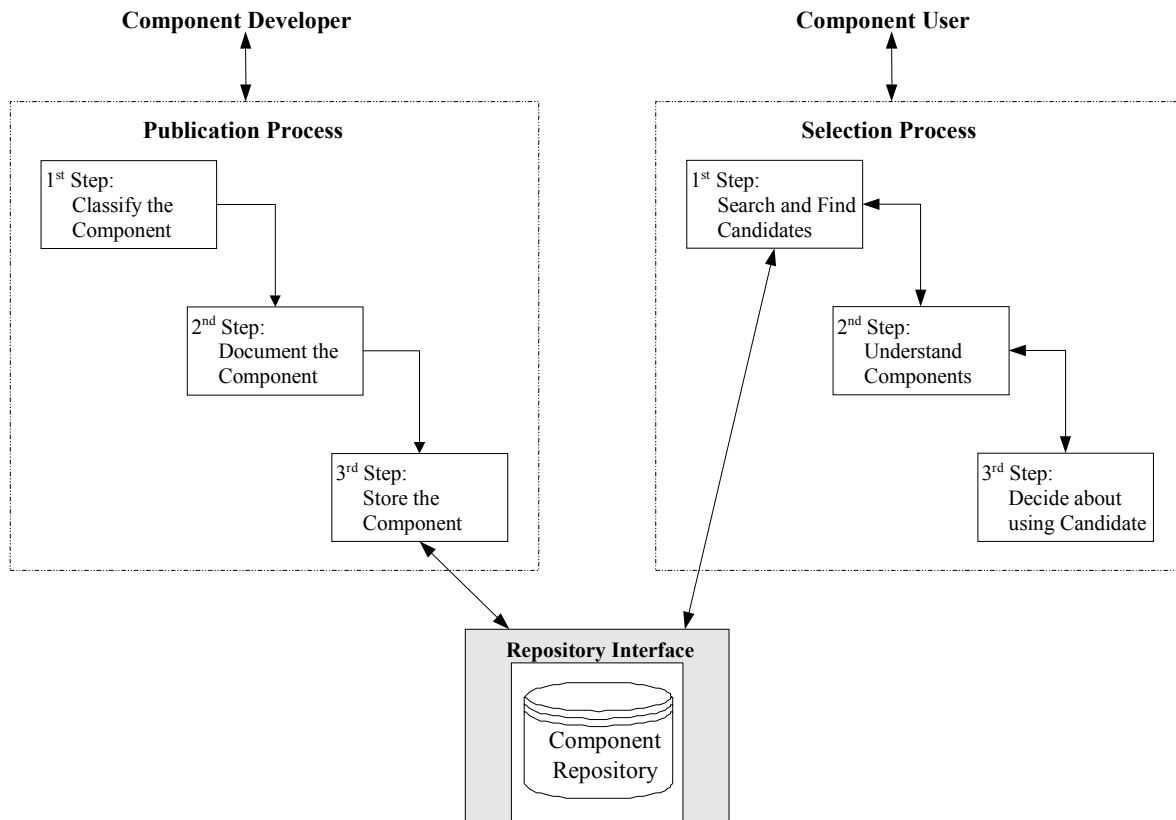 Component Developer
Component User
Publication Process
1st Step:
Classify the
Component
2nd Step:
Document the
Component
3rd Step:
Store the
Component
Selection Process
1st Step:
Search and Find
Candidates
2nd Step:
Understand
Components
3rd Step:
Decide about
using Candidate
Repository Interface
Component
Repository